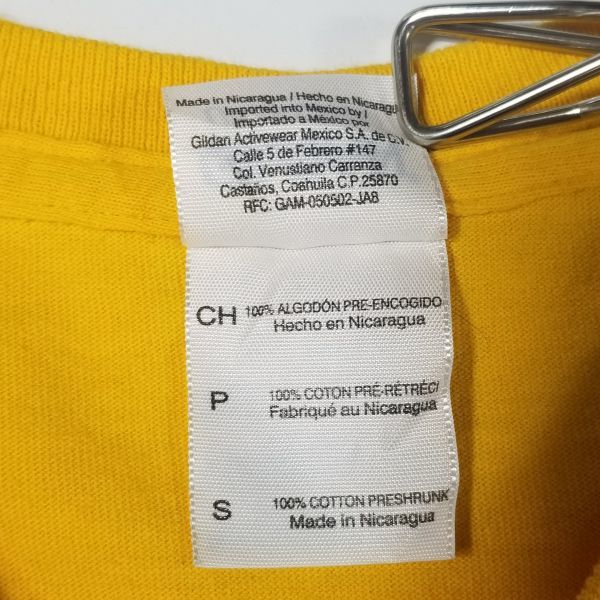 Made in Nicaragua / Hecho en Nicaragua
Imported into Mexico by /
Importado a México por
Gildan Activewear Mexico S.A. de C.V.
Calle 5 de Febrero #147
Col. Venustiano Carranza
Castaños, Coahuila C.P. 25870
RFC: GAM-050502-JA8
CH 100% ALGODÓN PRE-ENCOGIDO
Hecho en Nicaragua
P 100% COTON PRÉ-RÉTRÉCI
Fabriqué au Nicaragua
S 100% COTTON PRESHRUNK
Made in Nicaragua